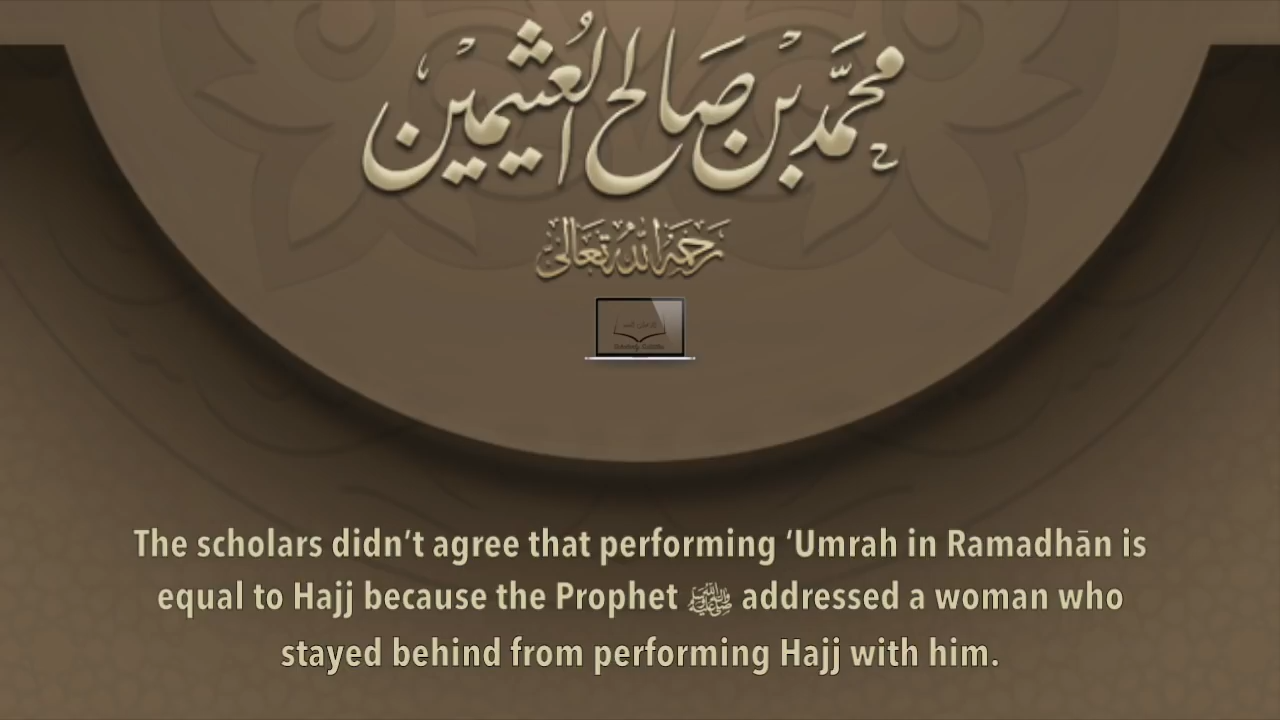 محمد بن صالح العثيمين
رحمه الله تعالى
The scholars didn’t agree that performing ‘Umrah in Ramadhān is
equal to Hajj because the Prophet ﷺ addressed a woman who
stayed behind from performing Hajj with him.